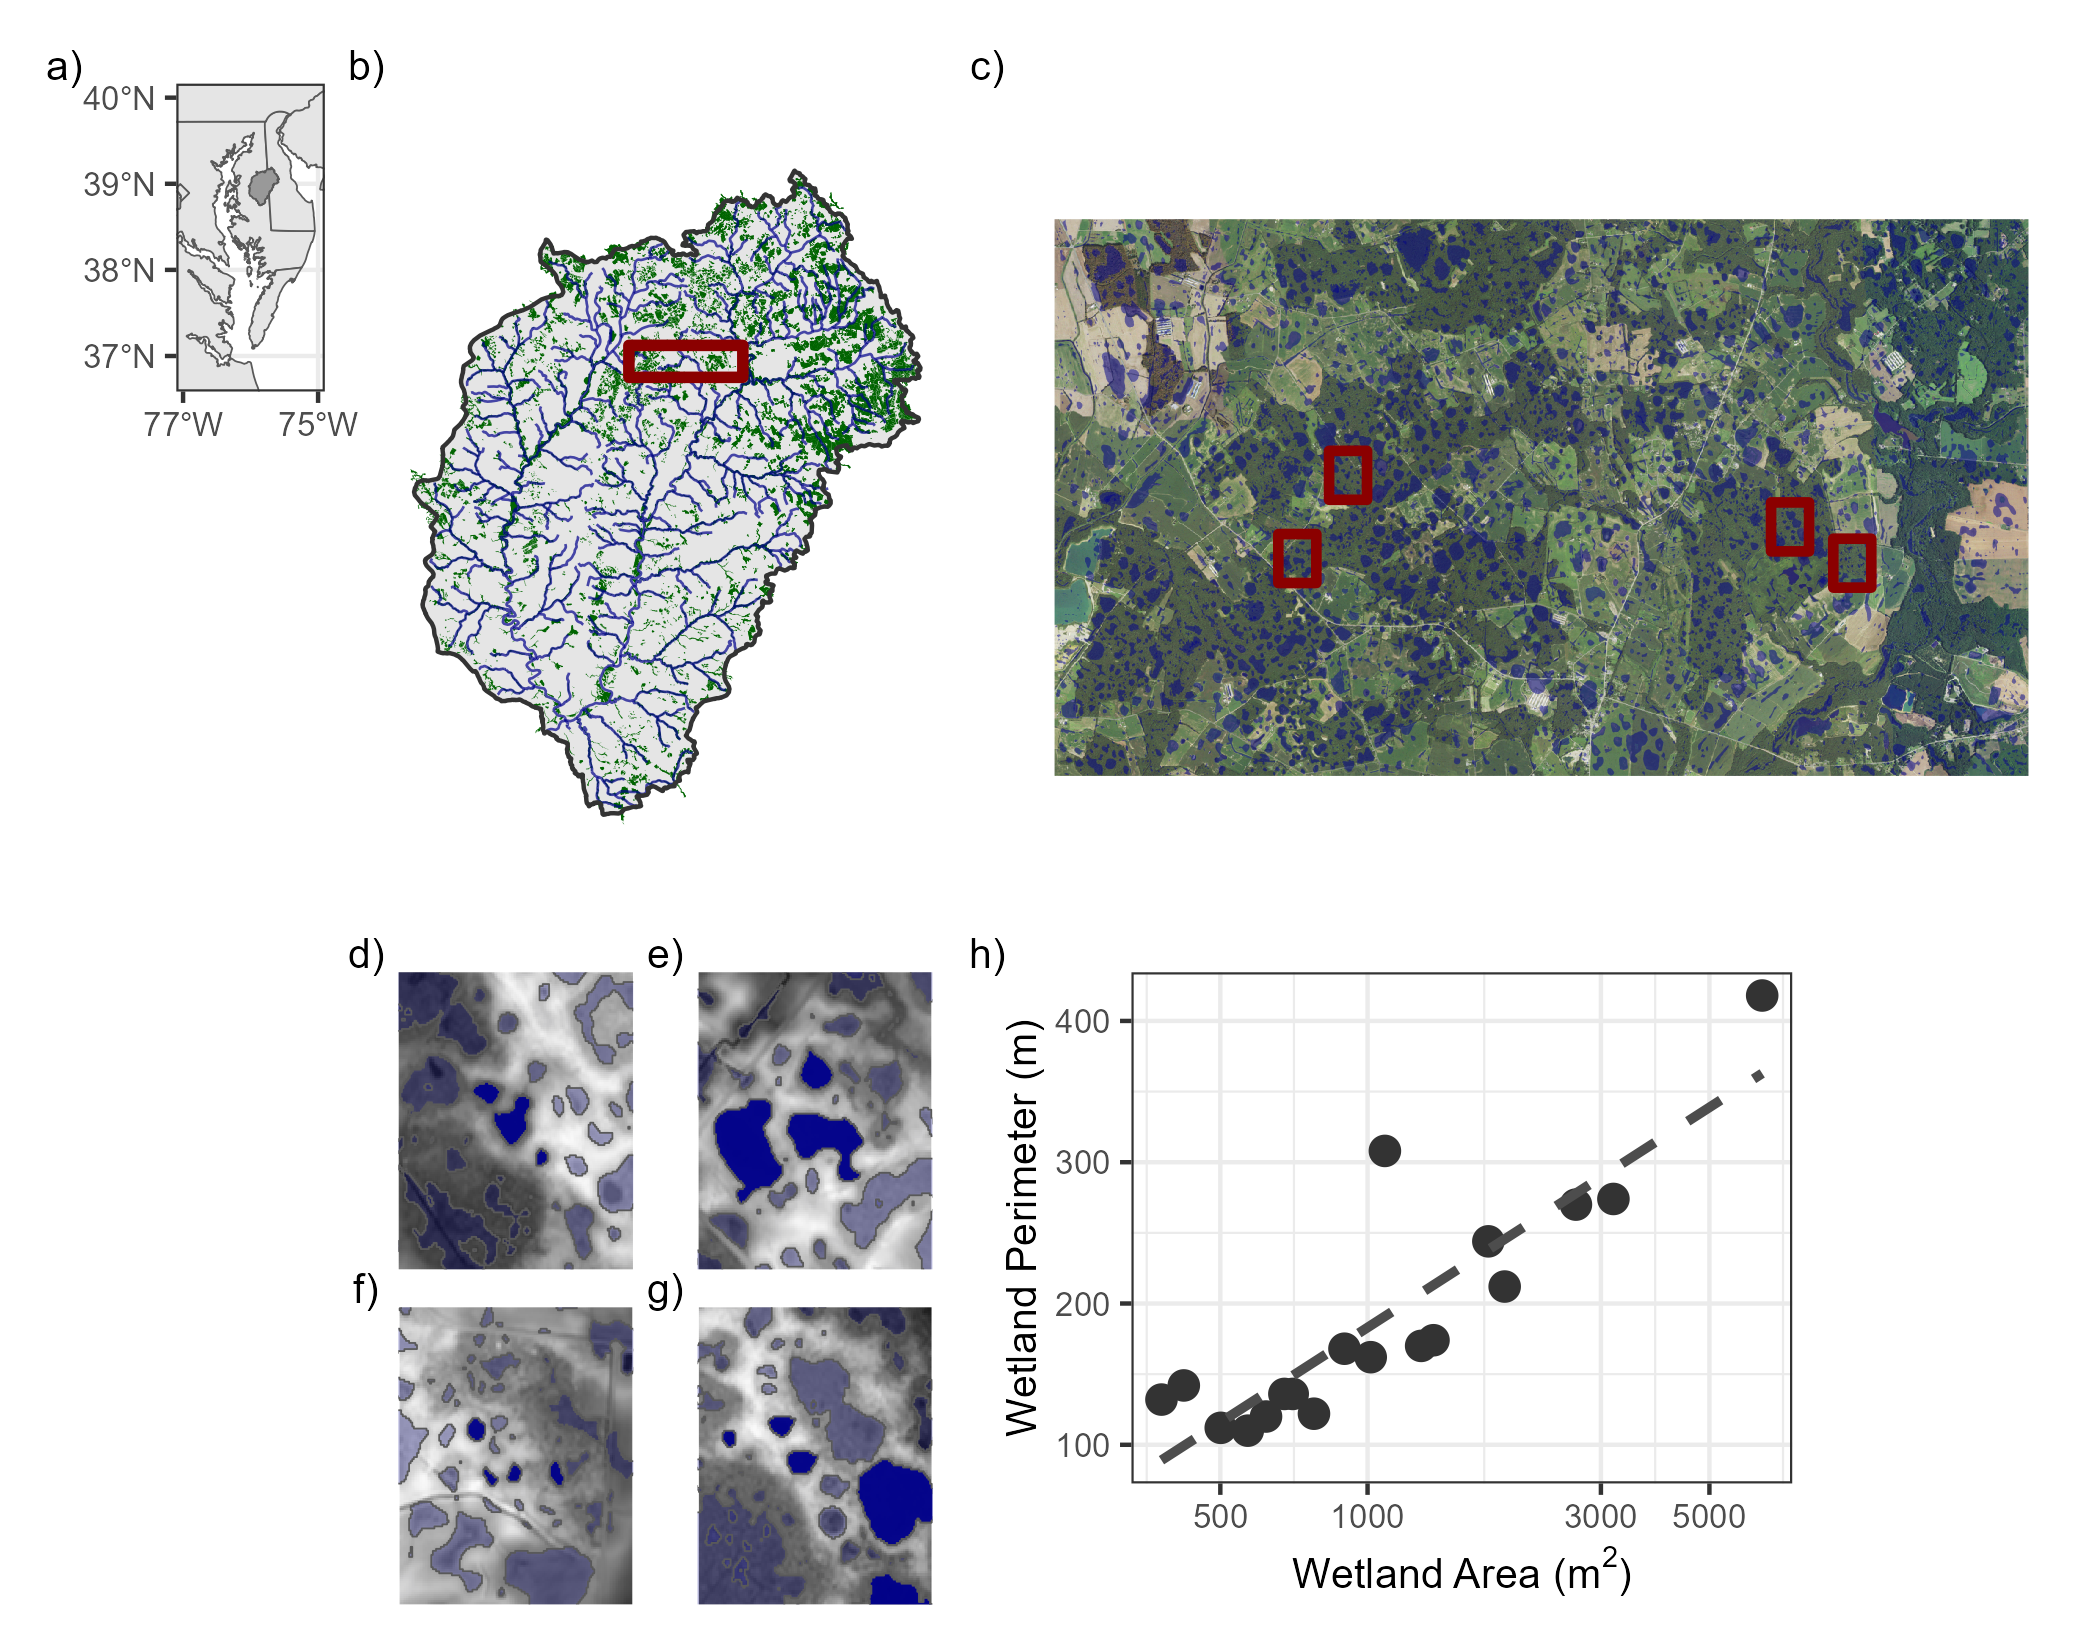 a)
40°N
39°N
38°N
37°N
77°W
75°W
b)
c)
d)
e)
f)
g)
h)
Wetland Perimeter (m)
400
300
200
100
500
1000
3000
5000
Wetland Area (m²)